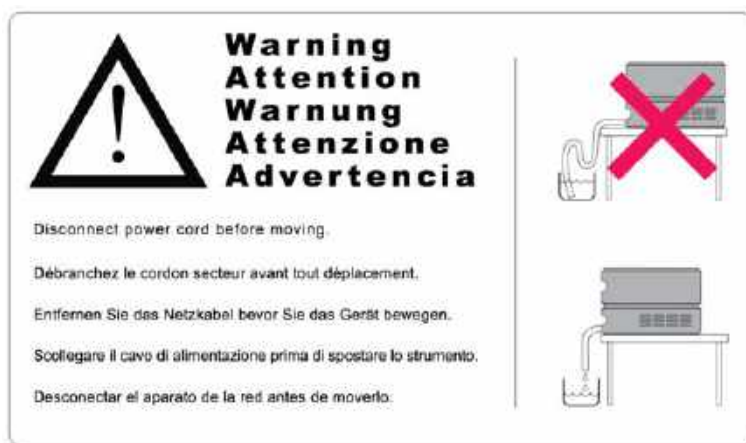 Warning
Attention
Warnung
Attenzione
Advertencia
Disconnect power cord before moving.
Débranchez le cordon secteur avant tout déplacement.
Entfernen Sie das Netzkabel bevor Sie das Gerät bewegen.
Scollegare il cavo di alimentazione prima di spostare lo strumento.
Desconectar el aparato de la red antes de moverlo.